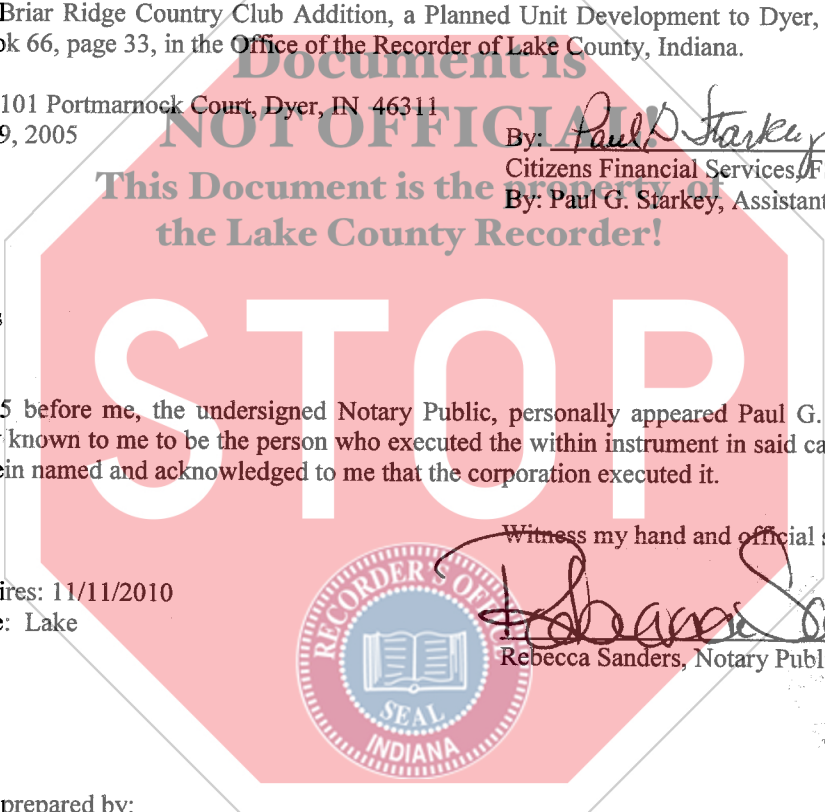 Briar Ridge Country Club Addition, a Planned Unit Development to Dyer,
ok 66, page 33, in the Office of the Recorder of Lake County, Indiana.
Document is
101 Portmarnock Court, Dyer, IN 46311
NOT OFFICIAL!
9, 2005
By: Paul G Starkey
Citizens Financial Services, F
This Document is the property of
By: Paul G. Starkey, Assistant
the Lake County Recorder!
s
STOP
5 before me, the undersigned Notary Public, personally appeared Paul G.
known to me to be the person who executed the within instrument in said ca
ein named and acknowledged to me that the corporation executed it.
Witness my hand and official s
RECORDER'S OFFICE
ires: 11/11/2010
e: Lake
Rebecca Sa
Rebecca Sanders, Notary Publ
SEAL
INDIANA
prepared by: